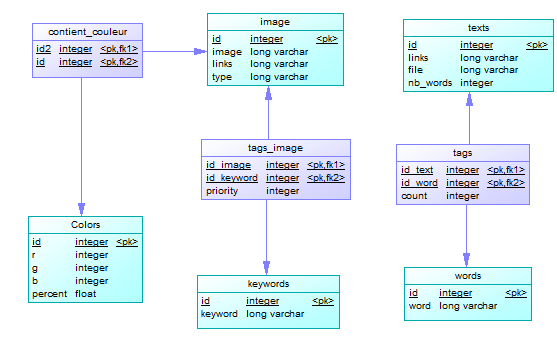 contient_couleur
id2 integer <pk,fk1>
id integer <pk,fk2>
image
id integer <pk>
image long varchar
links long varchar
type long varchar
texts
id integer <pk>
links long varchar
file long varchar
nb_words integer
tags_image
id_image integer <pk,fk1>
id_keyword integer <pk,fk2>
priority integer
tags
id_text integer <pk,fk1>
id_word integer <pk,fk2>
count integer
Colors
id integer <pk>
r integer
g integer
b integer
percent float
keywords
id integer <pk>
keyword long varchar
words
id integer <pk>
word long varchar